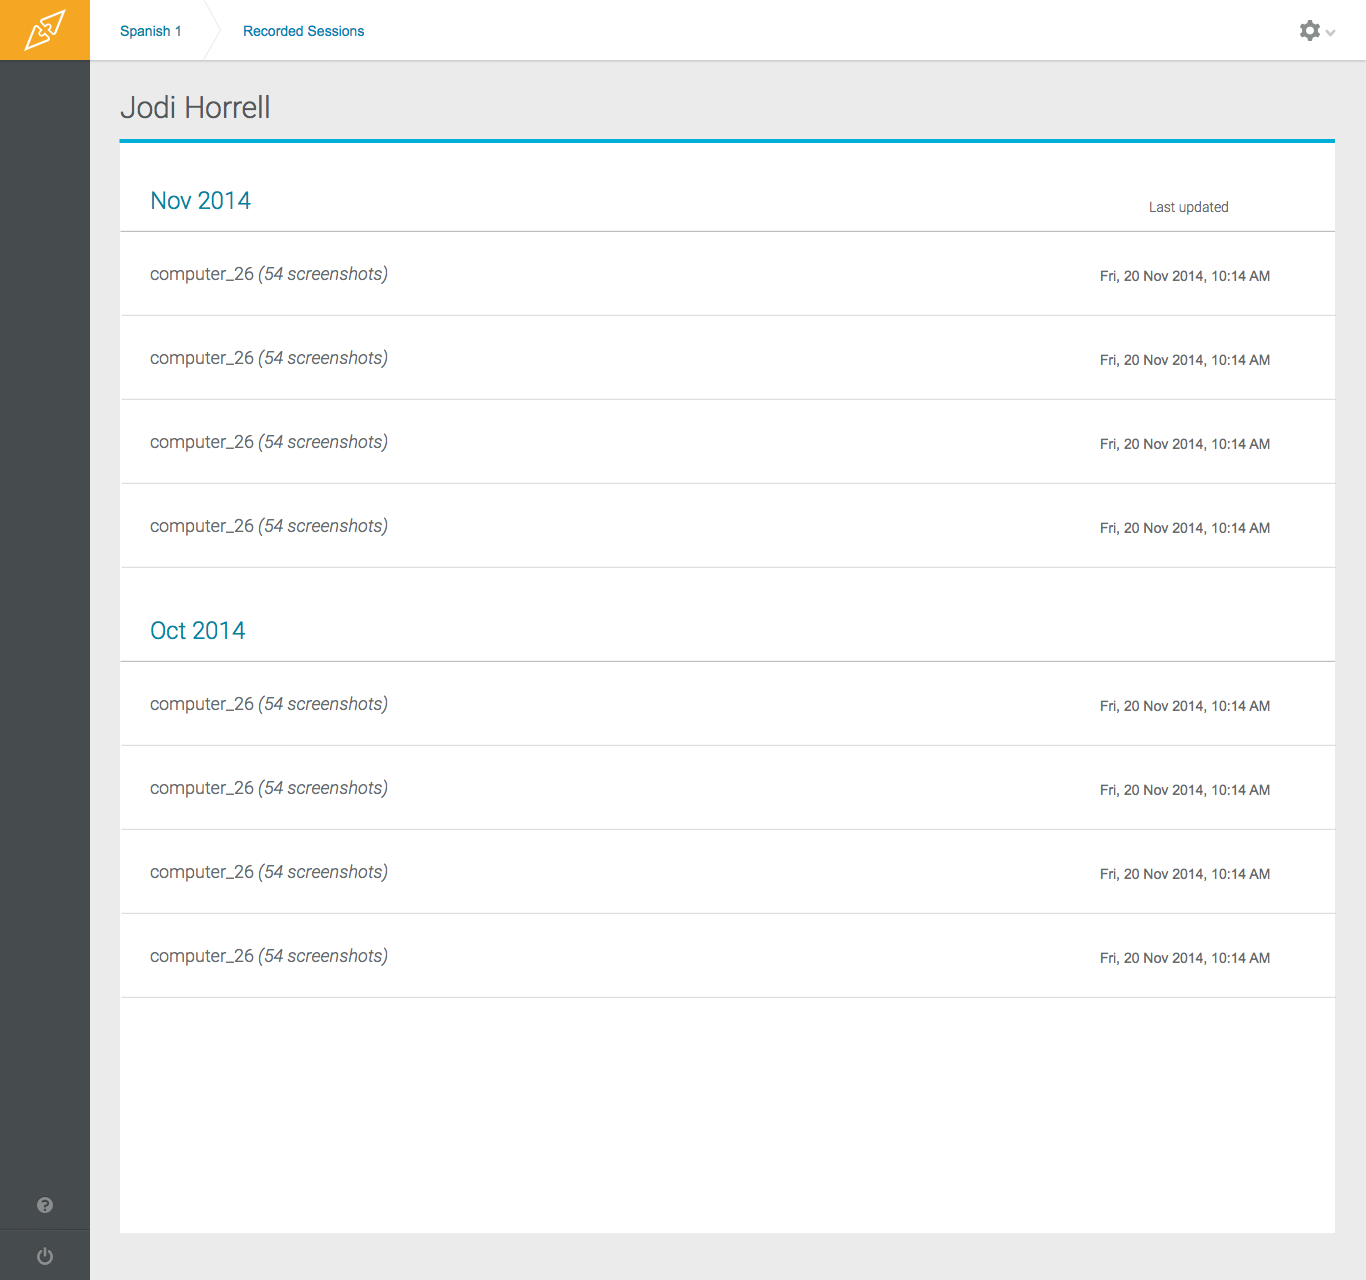 Spanish 1
Recorded Sessions
Jodi Horrell
Nov 2014
Last updated
computer_26 (54 screenshots) Fri, 20 Nov 2014, 10:14 AM
computer_26 (54 screenshots) Fri, 20 Nov 2014, 10:14 AM
computer_26 (54 screenshots) Fri, 20 Nov 2014, 10:14 AM
computer_26 (54 screenshots) Fri, 20 Nov 2014, 10:14 AM
Oct 2014
computer_26 (54 screenshots) Fri, 20 Nov 2014, 10:14 AM
computer_26 (54 screenshots) Fri, 20 Nov 2014, 10:14 AM
computer_26 (54 screenshots) Fri, 20 Nov 2014, 10:14 AM
computer_26 (54 screenshots) Fri, 20 Nov 2014, 10:14 AM